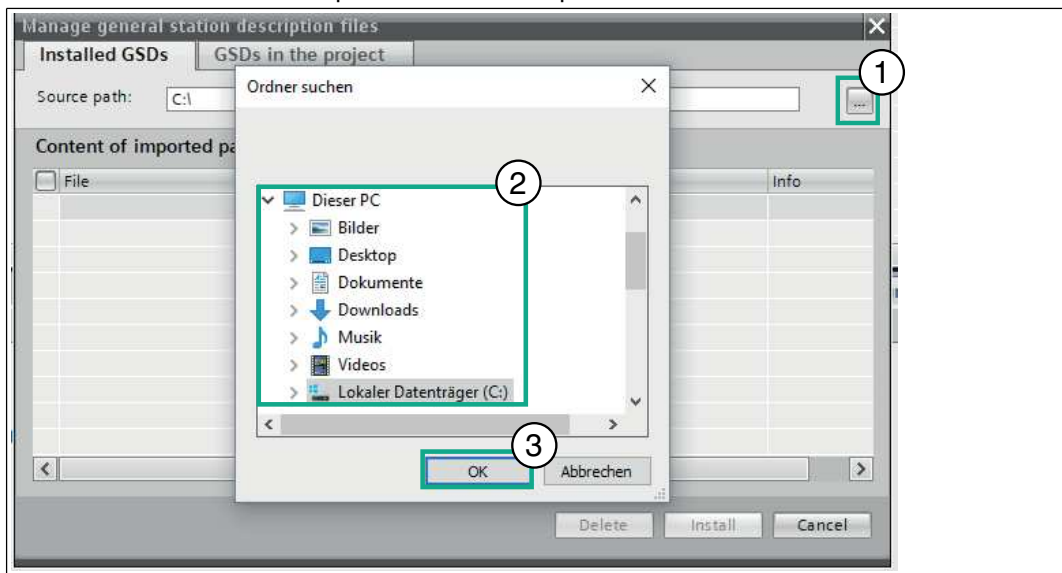 Manage general station description files
Installed GSDs
GSDs in the project
1
Source path:
C:\
...
Ordner suchen
Content of imported pa
File
Info
2
Dieser PC
Bilder
Desktop
Dokumente
Downloads
Musik
Videos
Lokaler Datenträger (C:)
3
OK
Abbrechen
Delete
Install
Cancel